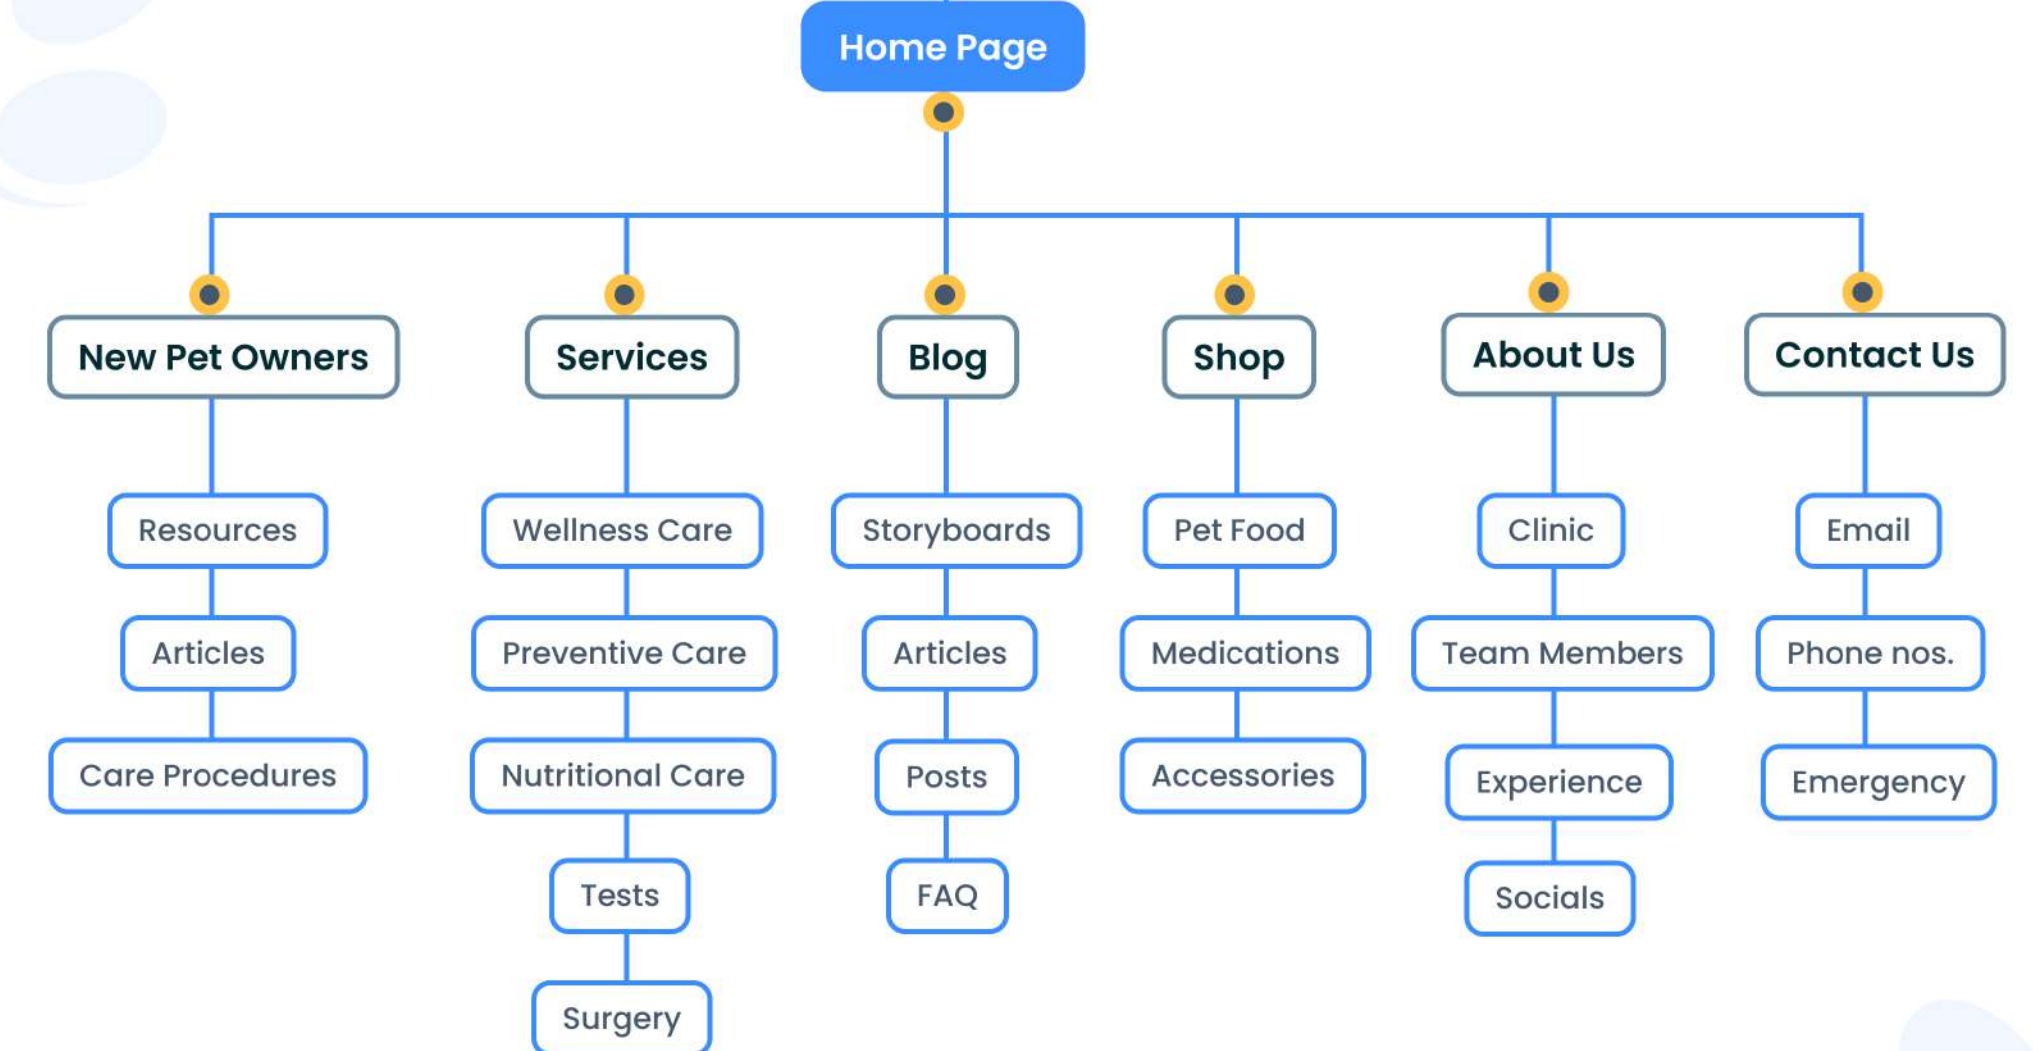 Home Page
New Pet Owners
Services
Blog
Shop
About Us
Contact Us
Resources
Wellness Care
Storyboards
Pet Food
Clinic
Email
Articles
Preventive Care
Articles
Medications
Team Members
Phone nos.
Care Procedures
Nutritional Care
Posts
Accessories
Experience
Emergency
Tests
FAQ
Socials
Surgery